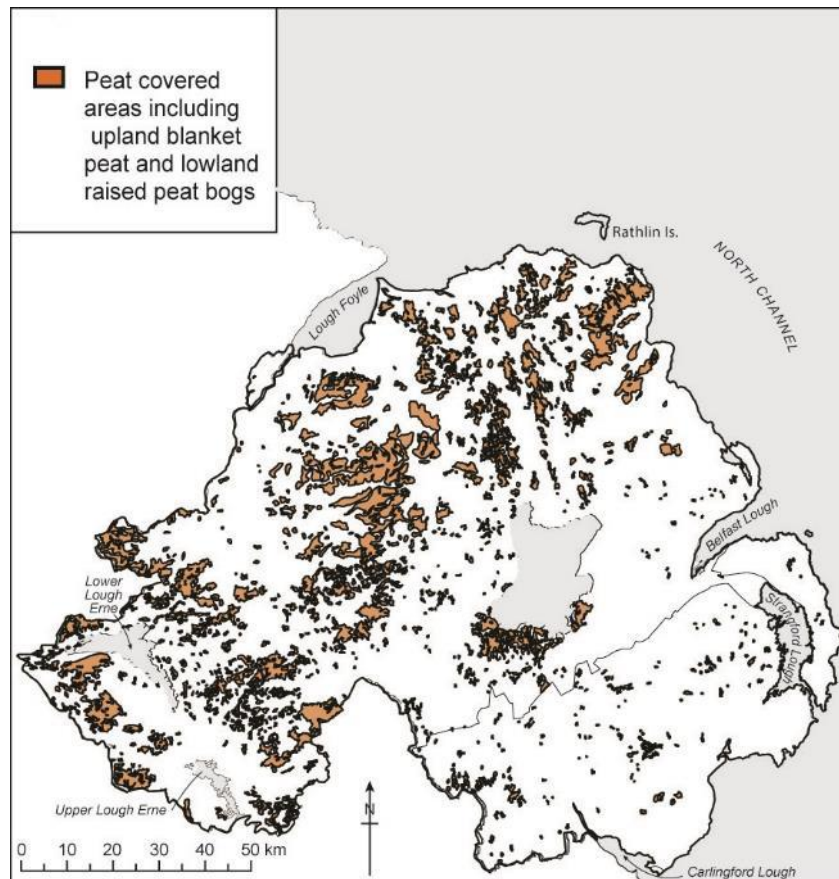 Peat covered
areas including
upland blanket
peat and lowland
raised peat bogs
Rathlin Is.
NORTH CHANNEL
Lough Foyle
Belfast Lough
Lower
Lough
Erne
Strangford Lough
Upper Lough Erne
N
0 10 20 30 40 50 km
Carlingford Lough